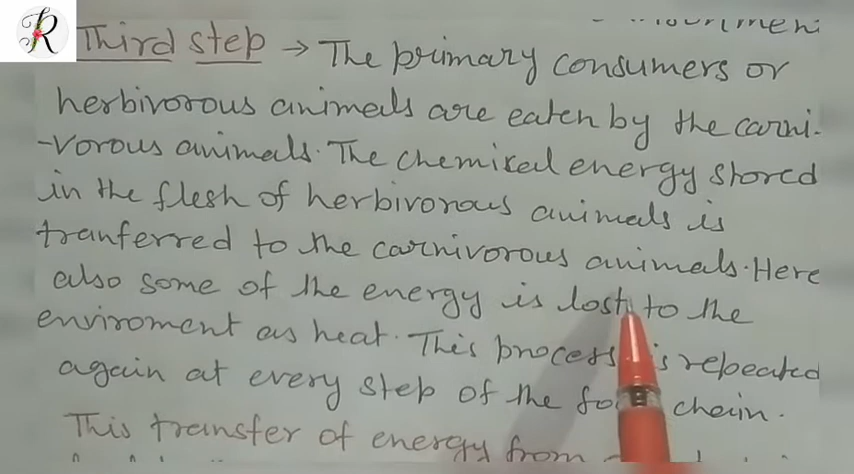 R
Third step → The primary consumers or
herbivorous animals are eaten by the carni-
-vorous animals. The chemical energy stored
in the flesh of herbivorous animals is
tranferred to the carnivorous animals. Here
also some of the energy is lost to the
enviroment as heat. This process is repeated
again at every step of the food chain.
This transfer of energy from